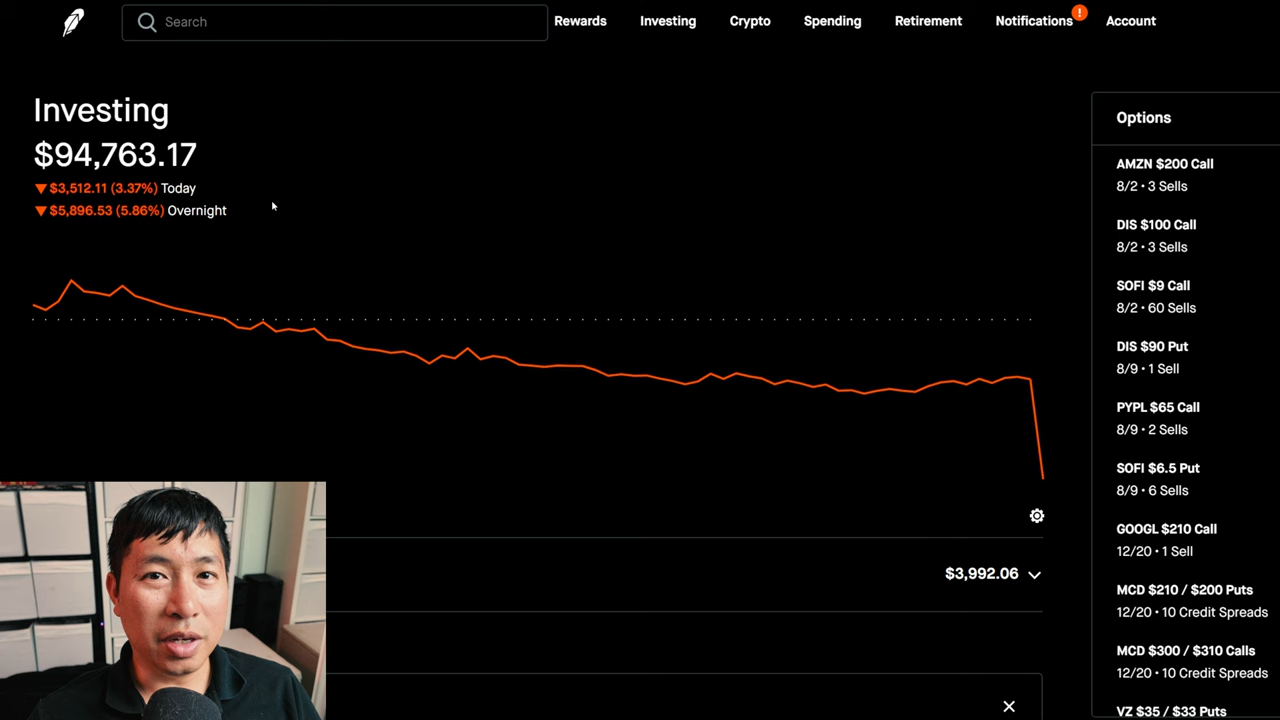 Search
Rewards
Investing
Crypto
Spending
Retirement
Notifications
!
Account
Investing
$94,763.17
▼$3,512.11 (3.37%) Today
▼$5,896.53 (5.86%) Overnight
$3,992.06
Options
AMZN $200 Call
8/2 • 3 Sells
DIS $100 Call
8/2 • 3 Sells
SOFI $9 Call
8/2 • 60 Sells
DIS $90 Put
8/9 • 1 Sell
PYPL $65 Call
8/9 • 2 Sells
SOFI $6.5 Put
8/9 • 6 Sells
GOOGL $210 Call
12/20 • 1 Sell
MCD $210 / $200 Puts
12/20 • 10 Credit Spreads
MCD $300 / $310 Calls
12/20 • 10 Credit Spreads
VZ $35 / $33 Puts